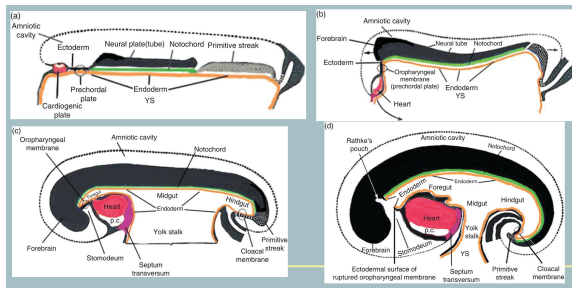 (a)
Amniotic
cavity
Ectoderm
Neural plate(tube)
Notochord
Primitive streak
Cardiogenic
plate
Prechordal
plate
Endoderm
YS
(b)
Amniotic cavity
Forebrain
Neural tube
Notochord
Ectoderm
Oropharyngeal
membrane
(prechordal plate)
Endoderm
YS
Heart
(c)
Oropharyngeal
membrane
Amniotic cavity
Notochord
Foregut
Midgut
Hindgut
Endoderm
Heart
p.c.
Yolk stalk
Forebrain
Stomodeum
Septum
transversum
Primitive
streak
Cloacal
membrane
(d)
Rathke's
pouch
Amniotic cavity
Notochord
Endoderm
Endoderm
Foregut
Midgut
Hindgut
Heart
p.c.
Yolk
stalk
YS
Forebrain
Stomodeum
Ectodermal surface of
ruptured oropharyngeal membrane
Septum
transversum
Primitive
streak
Cloacal
membrane